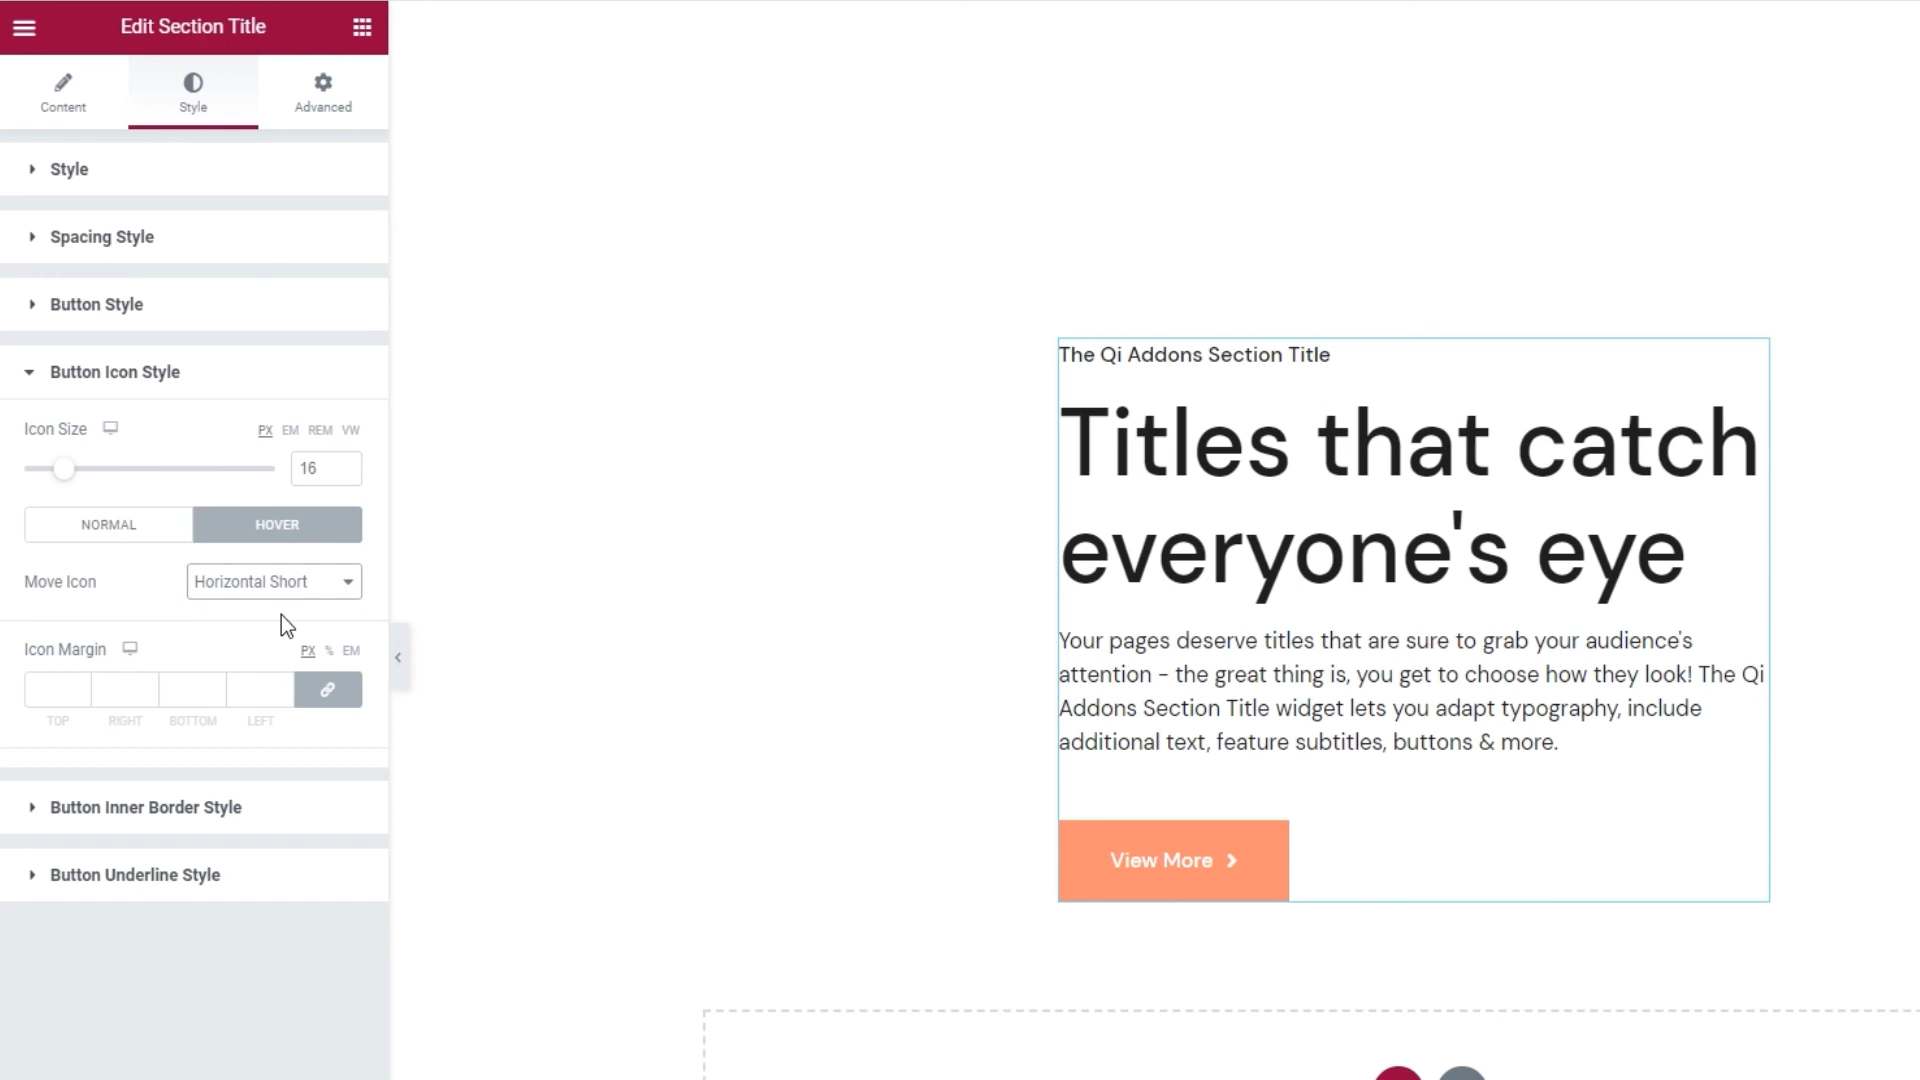 Edit Section Title
Content
Style
Advanced
Style
Spacing Style
Button Style
Button Icon Style
Icon Size
PX EM REM VW
16
NORMAL
HOVER
Move Icon
Horizontal Short
Icon Margin
PX % EM
TOP RIGHT BOTTOM LEFT
Button Inner Border Style
Button Underline Style
The Qi Addons Section Title
Titles that catch
everyone's eye
Your pages deserve titles that are sure to grab your audience's
attention – the great thing is, you get to choose how they look! The Qi
Addons Section Title widget lets you adapt typography, include
additional text, feature subtitles, buttons & more.
View More